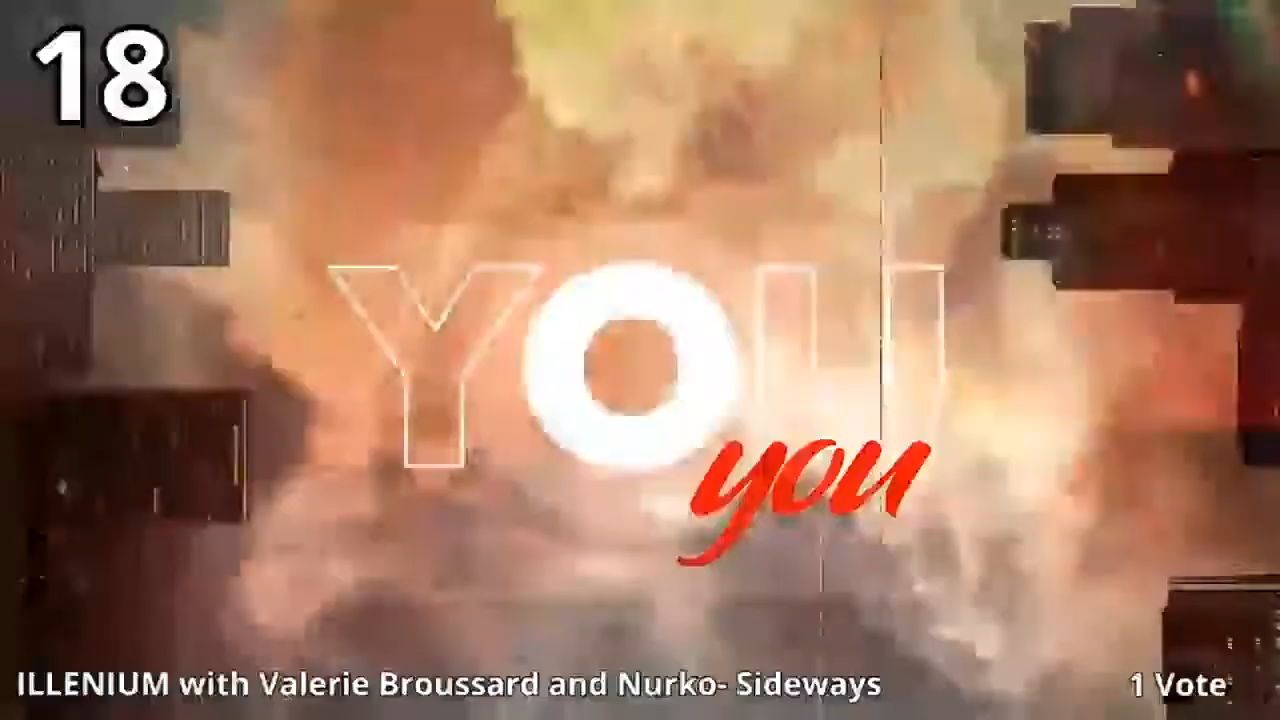 18
YOU
you
ILLENIUM with Valerie Broussard and Nurko- Sideways
1 Vote